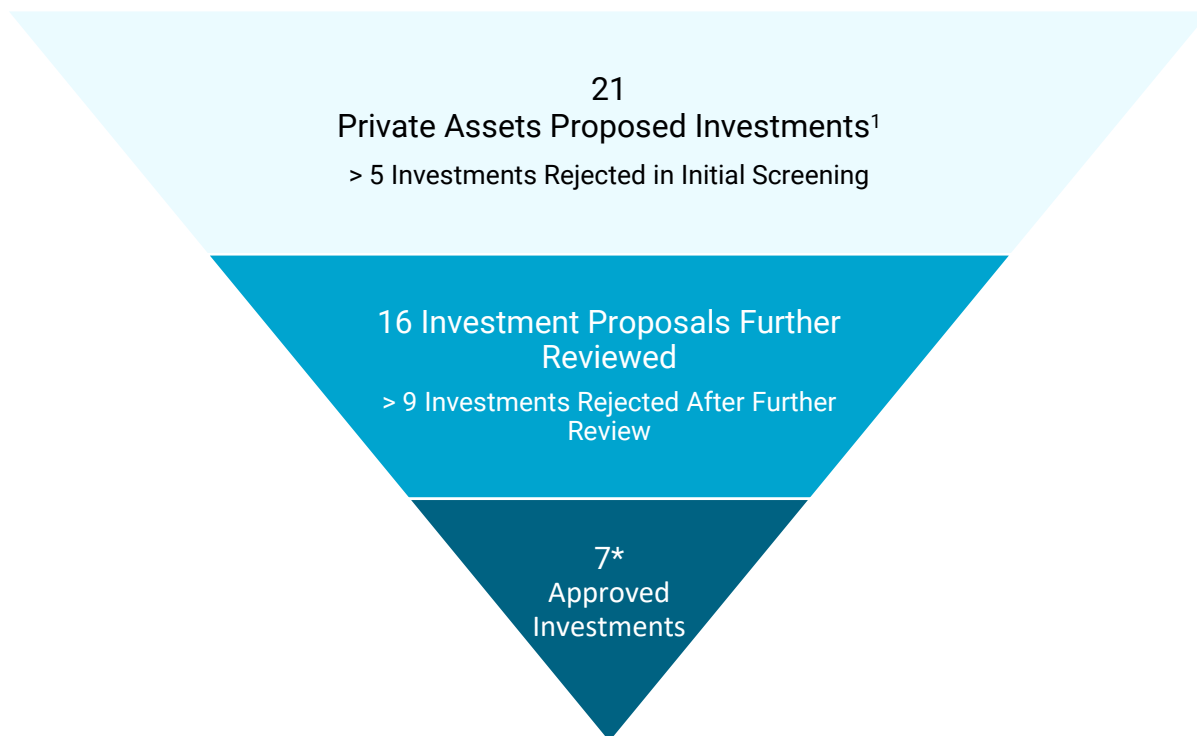 21
Private Assets Proposed Investments¹
> 5 Investments Rejected in Initial Screening
16 Investment Proposals Further
Reviewed
> 9 Investments Rejected After Further
Review
7*
Approved
Investments